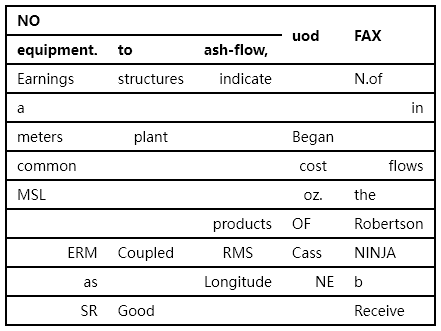 NO
uod FAX
equipment. to ash-flow,
Earnings structures indicate N.of
a in
meters plant Began
common cost flows
MSL oz. the
products OF Robertson
ERM Coupled RMS Cass NINJA
as Longitude NE b
SR Good Receive